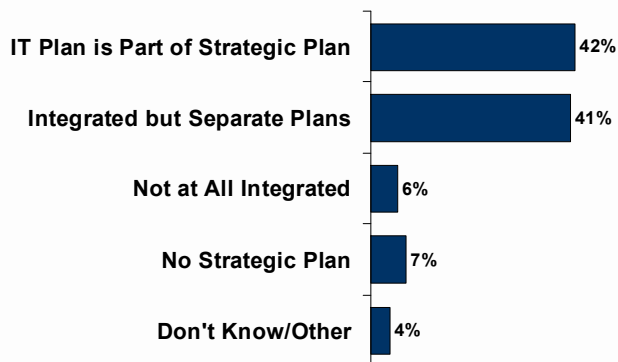 IT Plan is Part of Strategic Plan 42%
Integrated but Separate Plans 41%
Not at All Integrated 6%
No Strategic Plan 7%
Don't Know/Other 4%